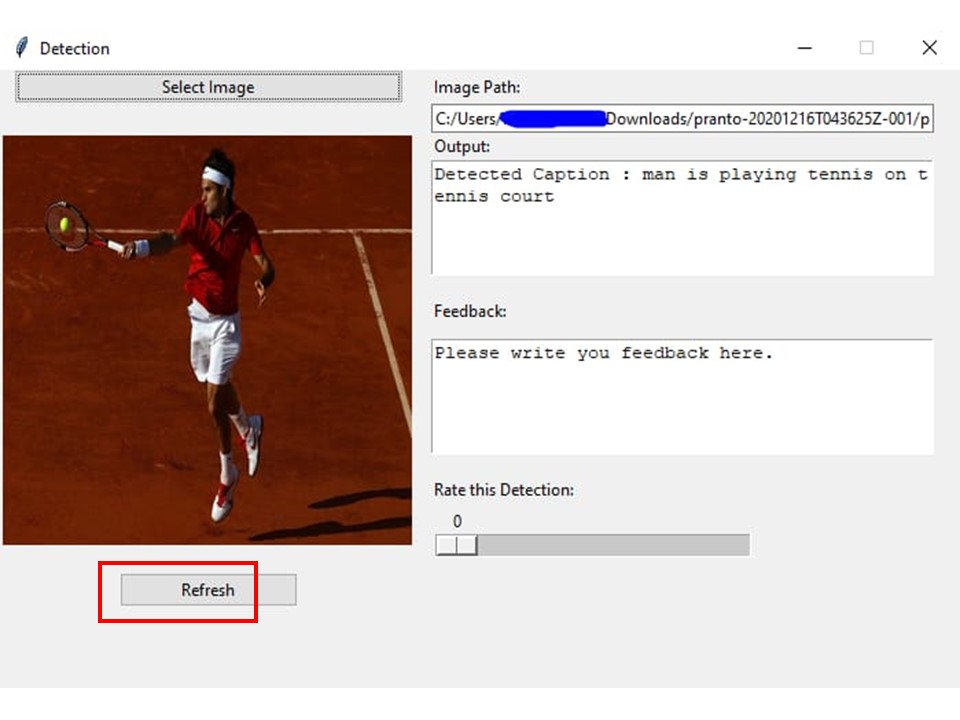 Detection
Select Image
Image Path:
C:/Users/ Downloads/pranto-20201216T043625Z-001/p
Output:
Detected Caption : man is playing tennis on t
ennis court
Feedback:
Please write you feedback here.
Rate this Detection:
0
Refresh